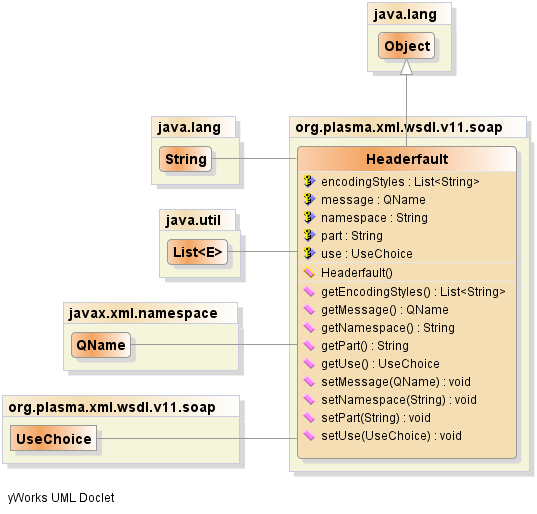 java.lang
Object
java.lang
String
java.util
List<E>
javax.xml.namespace
QName
org.plasma.xml.wsdl.v11.soap
UseChoice
org.plasma.xml.wsdl.v11.soap
Headerfault
encodingStyles : List<String>
message : QName
namespace : String
part : String
use : UseChoice
Headerfault()
getEncodingStyles() : List<String>
getMessage() : QName
getNamespace() : String
getPart() : String
getUse() : UseChoice
setMessage(QName) : void
setNamespace(String) : void
setPart(String) : void
setUse(UseChoice) : void
yWorks UML Doclet